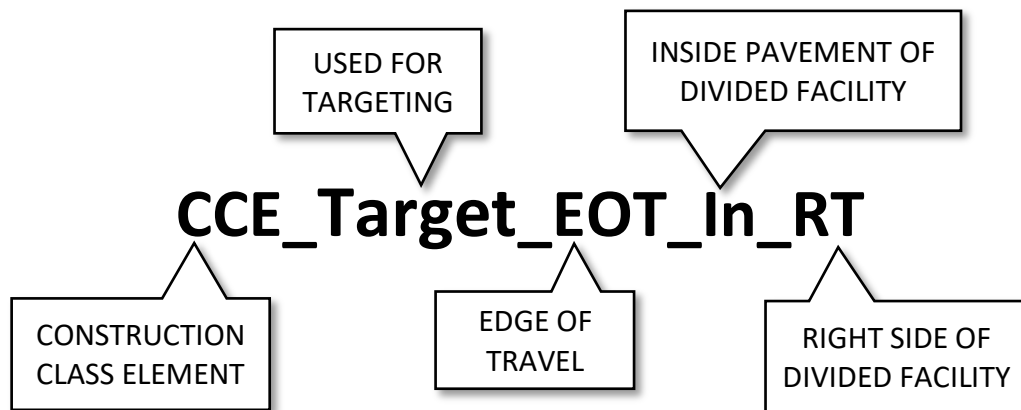 USED FOR
TARGETING
INSIDE PAVEMENT OF
DIVIDED FACILITY
CCE_Target_EOT_In_RT
CONSTRUCTION
CLASS ELEMENT
EDGE OF
TRAVEL
RIGHT SIDE OF
DIVIDED FACILITY